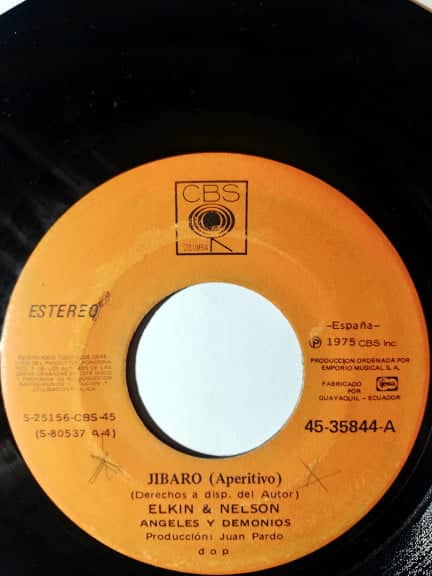 CBS
COLUMBIA
ESTEREO
-España-
℗ 1975 CBS Inc
PRODUCCION ORDENADA POR
EMPORIO MUSICAL S, A,
FABRICADO POR
GUAYAQUIL - ECUADOR
5-25156-CBS-45
(S-80537 A-4)
45-35844-A
JIBARO (Aperitivo)
(Derechos a disp. del Autor)
ELKIN & NELSON
ANGELES Y DEMONIOS
Producción: Juan Pardo
d o p